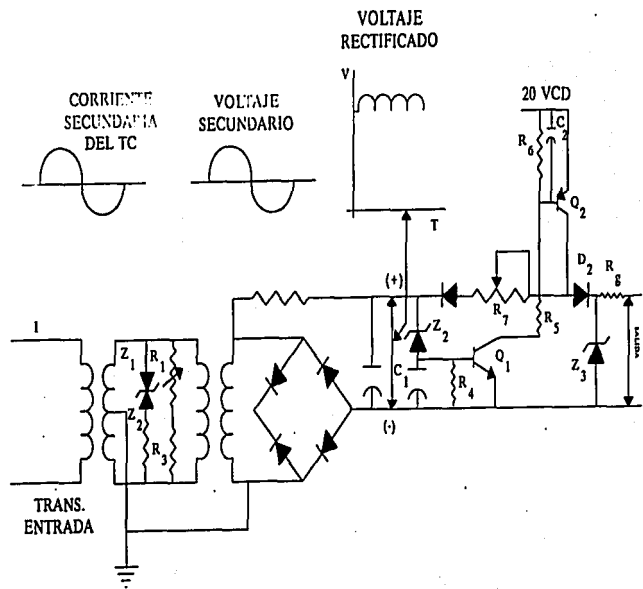 VOLTAJE
RECTIFICADO
V
T
CORRIENTE
SECUNDARIA
DEL TC
VOLTAJE
SECUNDARIO
20 VCD
C2
R6
Q2
D2
Rg
(+)
R7
R5
Z2
C1
Q1
R4
Z3
SALIDA
(-)
I
Z1
R1
Z2
R3
TRANS.
ENTRADA